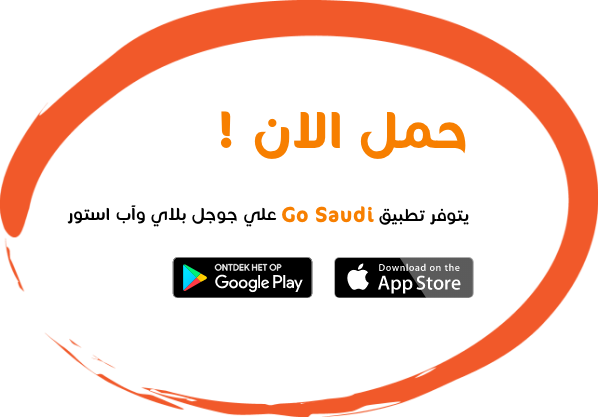 حمل الان !
يتوفر تطبيق Go Saudi علي جوجل بلاي وآب استور
ONTDEK HET OP
Google Play
Download on the
App Store